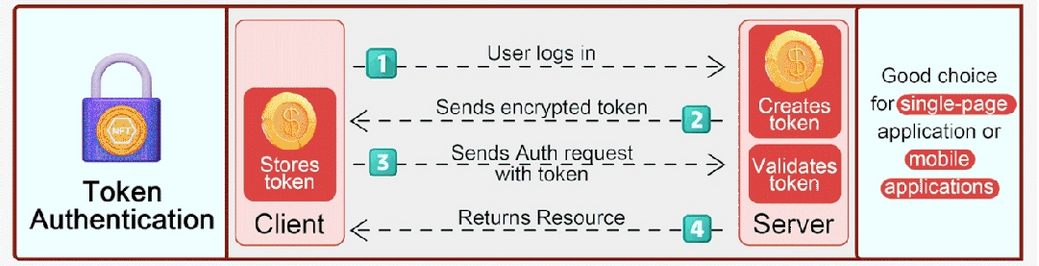 NFT
Token
Authentication
$
Stores
token
Client
1
User logs in
Sends encrypted token
2
3
Sends Auth request
with token
Returns Resource
4
$
Creates
token
Validates
token
Server
Good choice
for single-page
application or
mobile
applications